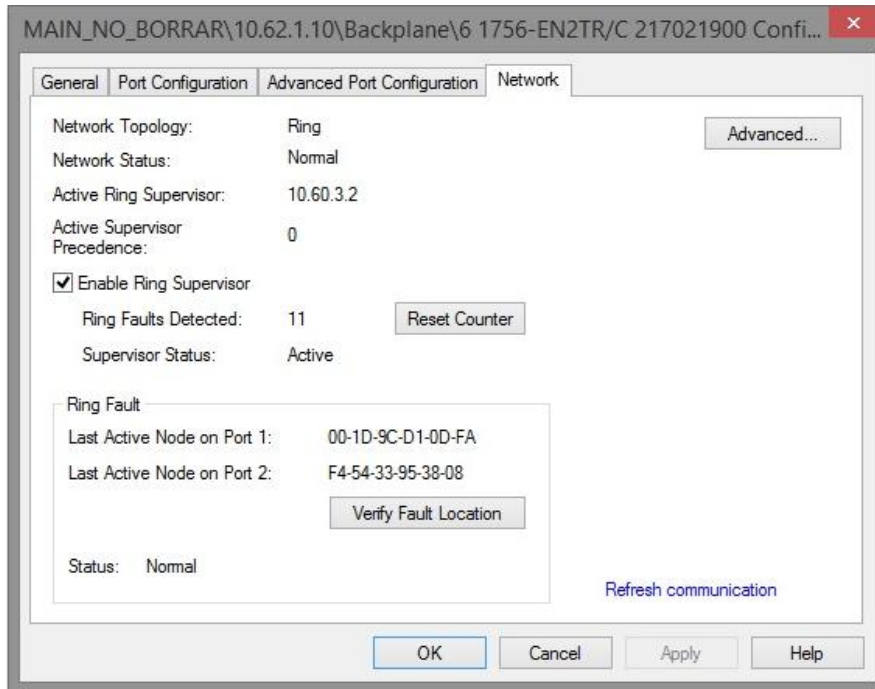 MAIN_NO_BORRAR\10.62.1.10\Backplane\6 1756-EN2TR/C 217021900 Confi...
General Port Configuration Advanced Port Configuration Network
Network Topology: Ring Advanced...
Network Status: Normal
Active Ring Supervisor: 10.60.3.2
Active Supervisor
Precedence: 0
Enable Ring Supervisor
Ring Faults Detected: 11 Reset Counter
Supervisor Status: Active
Ring Fault
Last Active Node on Port 1: 00-1D-9C-D1-0D-FA
Last Active Node on Port 2: F4-54-33-95-38-08
Verify Fault Location
Status: Normal
Refresh communication
OK Cancel Apply Help